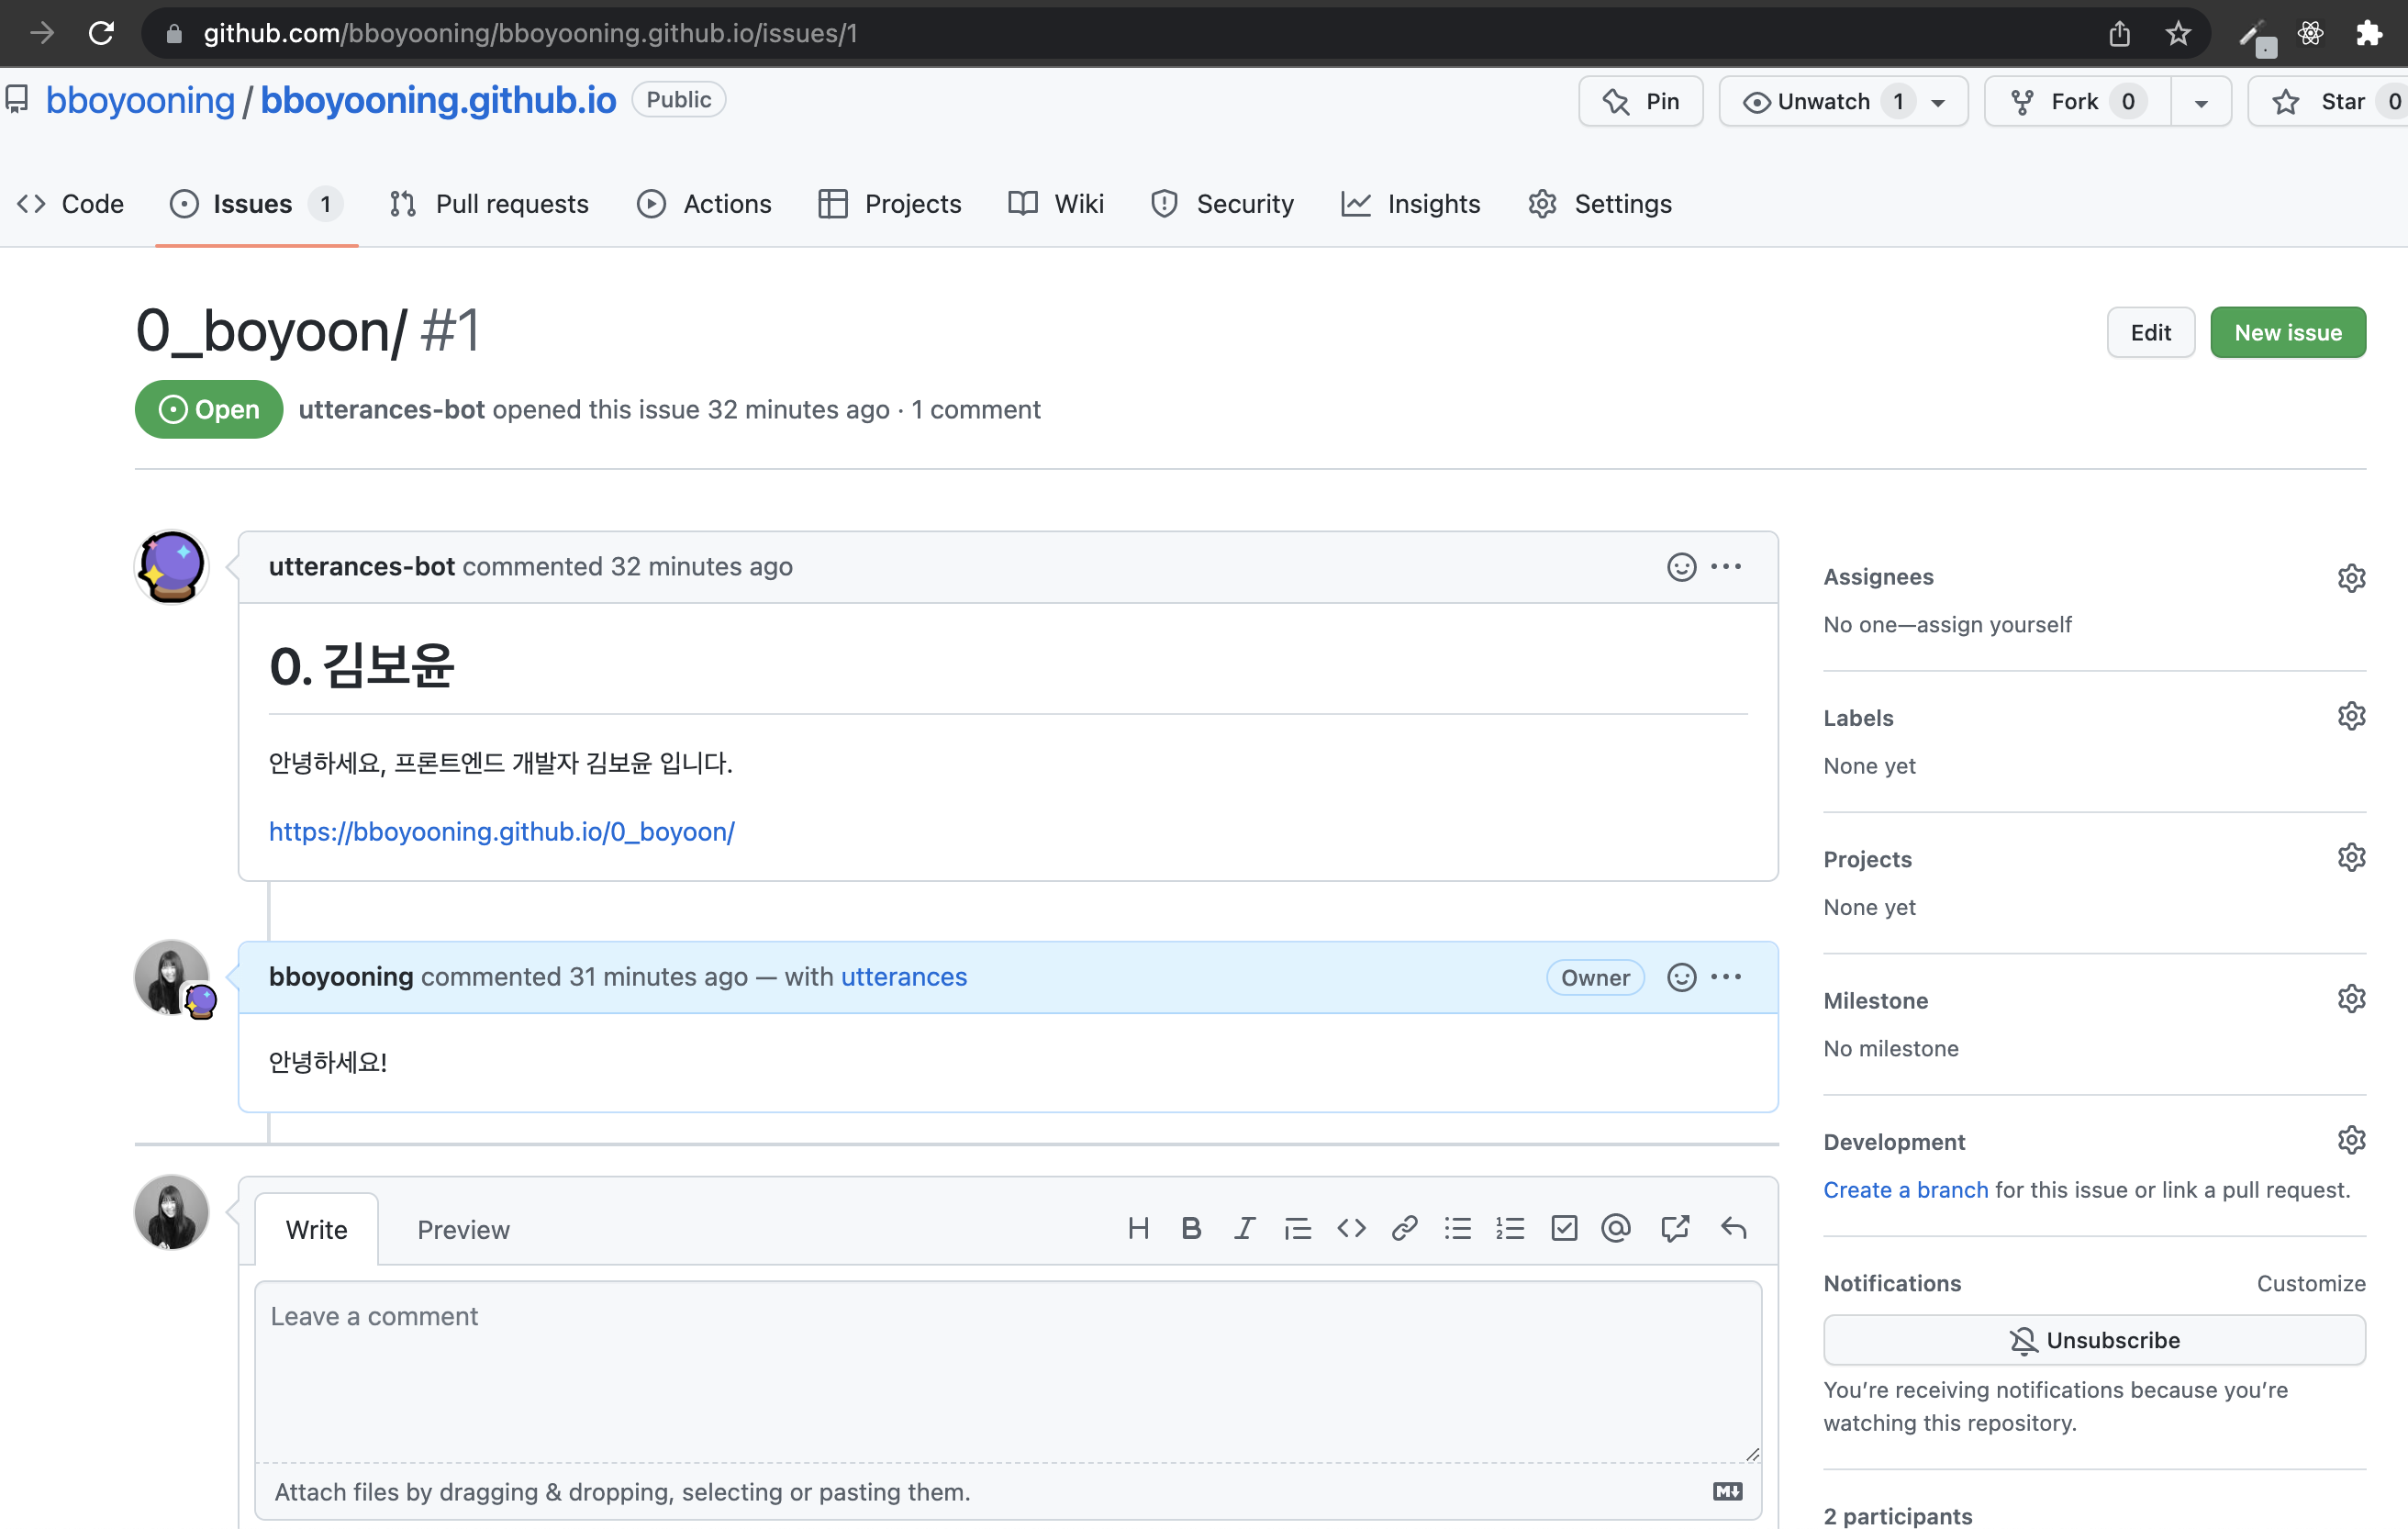 github.com/bboyooning/bboyooning.github.io/issues/1
bboyooning / bboyooning.github.io Public
Pin Unwatch 1 Fork 0 Star 0
Code Issues 1 Pull requests Actions Projects Wiki Security Insights Settings
0_boyoon/ #1
Edit New issue
Open utterances-bot opened this issue 32 minutes ago · 1 comment
utterances-bot commented 32 minutes ago
0. 김보윤
안녕하세요, 프론트엔드 개발자 김보윤 입니다.
https://bboyooning.github.io/0_boyoon/
bboyooning commented 31 minutes ago — with utterances Owner
안녕하세요!
Write Preview
Leave a comment
Attach files by dragging & dropping, selecting or pasting them.
Assignees
No one—assign yourself
Labels
None yet
Projects
None yet
Milestone
No milestone
Development
Create a branch for this issue or link a pull request.
Notifications Customize
Unsubscribe
You’re receiving notifications because you’re
watching this repository.
2 participants